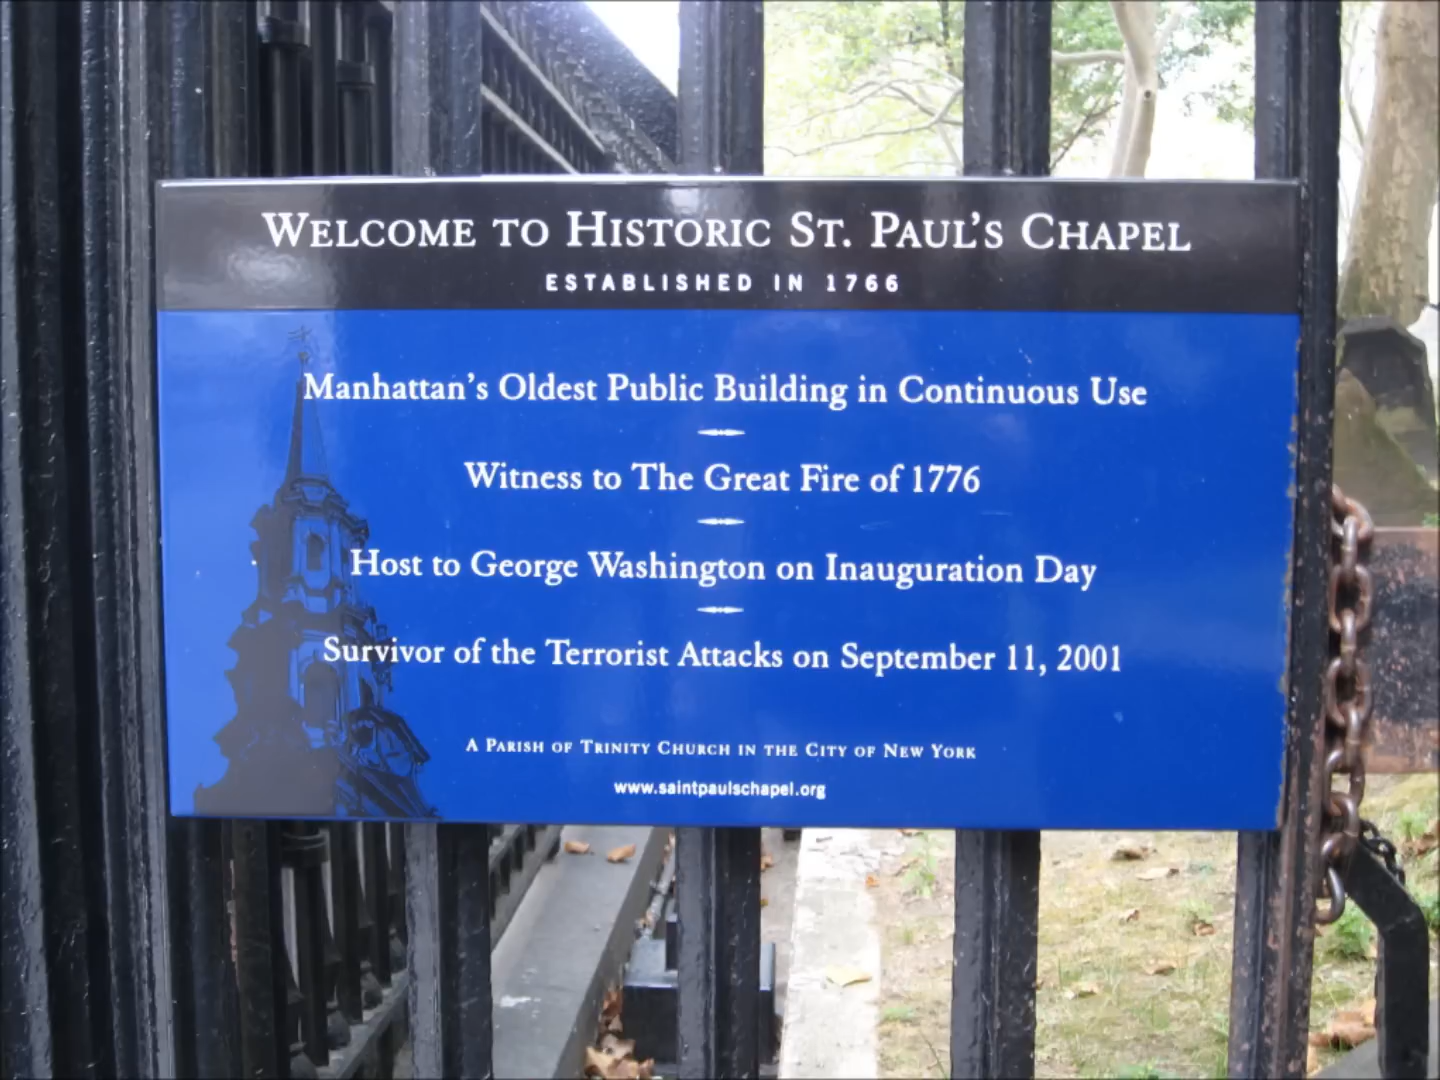 WELCOME TO HISTORIC ST. PAUL'S CHAPEL
ESTABLISHED IN 1766
Manhattan's Oldest Public Building in Continuous Use
Witness to The Great Fire of 1776
Host to George Washington on Inauguration Day
Survivor of the Terrorist Attacks on September 11, 2001
A PARISH OF TRINITY CHURCH IN THE CITY OF NEW YORK
www.saintpaulschapel.org